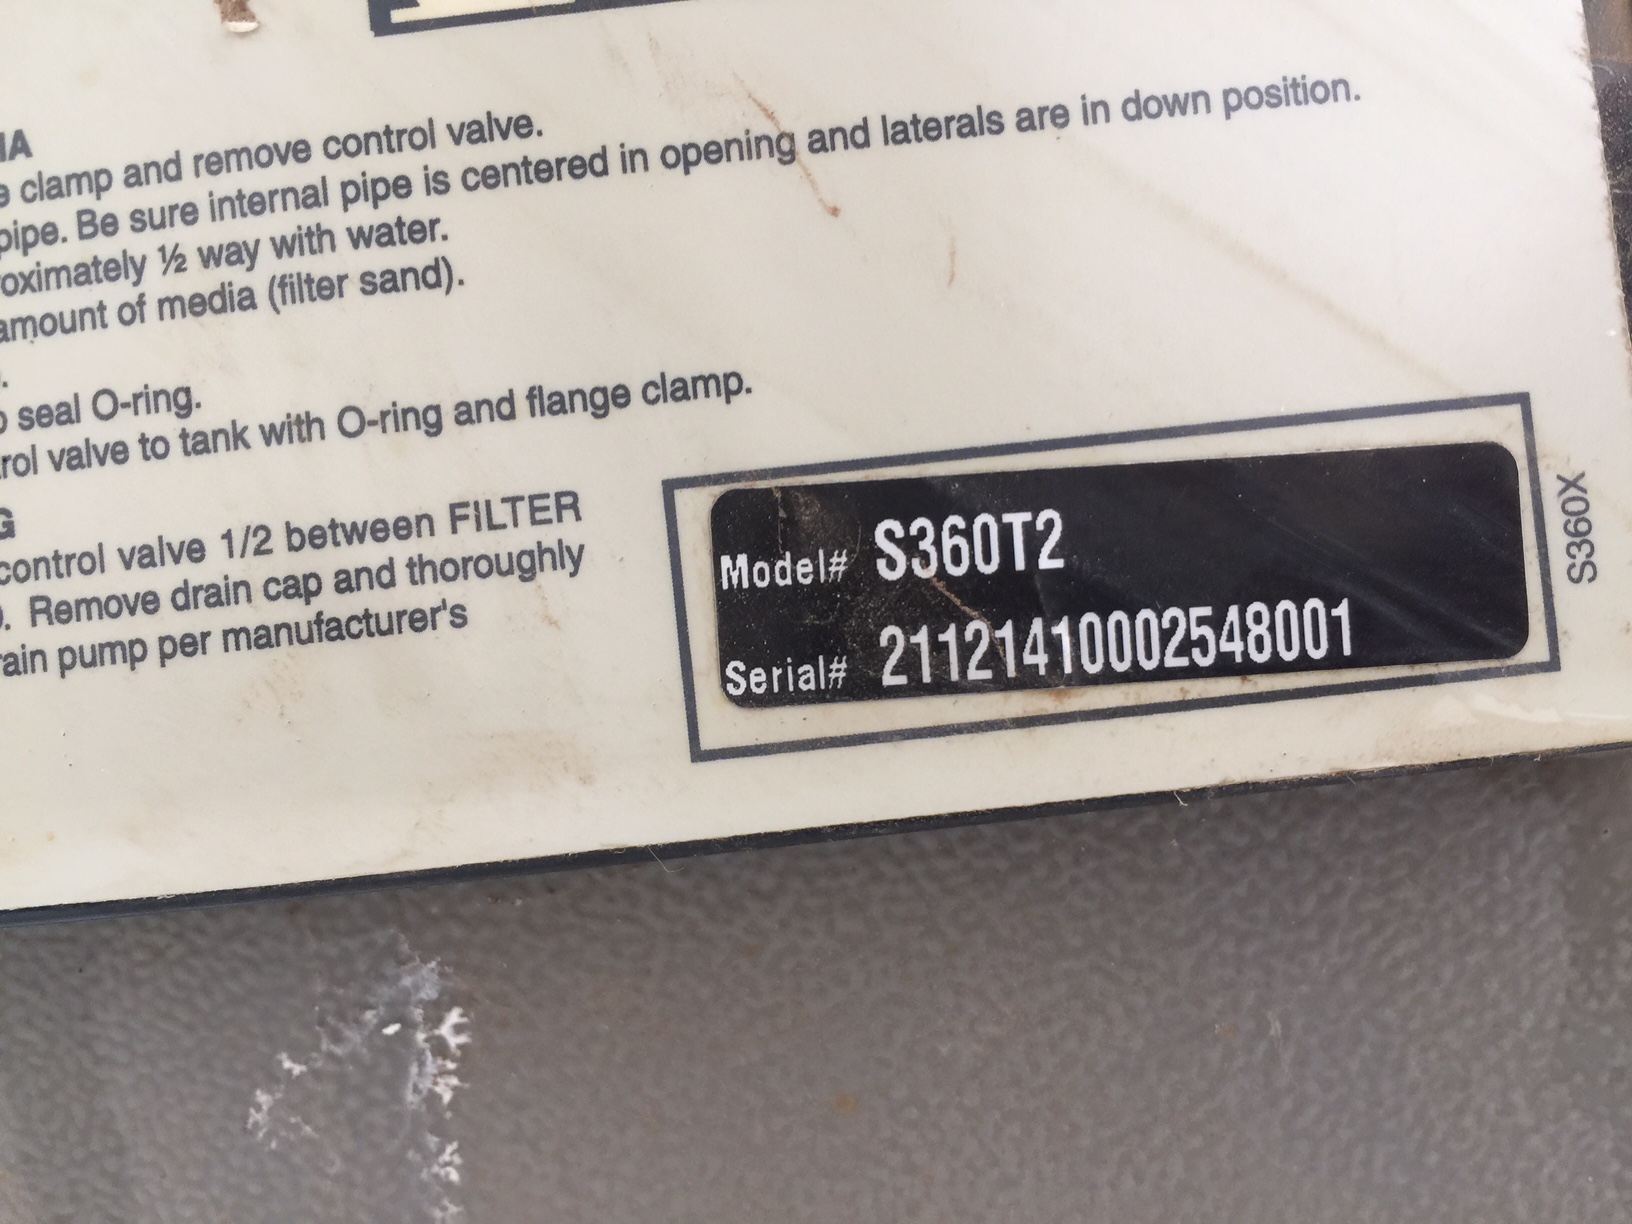 IA
e clamp and remove control valve.
pipe. Be sure internal pipe is centered in opening and laterals are in down position.
oximately ½ way with water.
amount of media (filter sand).
.
o seal O-ring.
rol valve to tank with O-ring and flange clamp.
G
control valve 1/2 between FILTER
. Remove drain cap and thoroughly
rain pump per manufacturer's
Model# S360T2
Serial# 21121410002548001
S360X